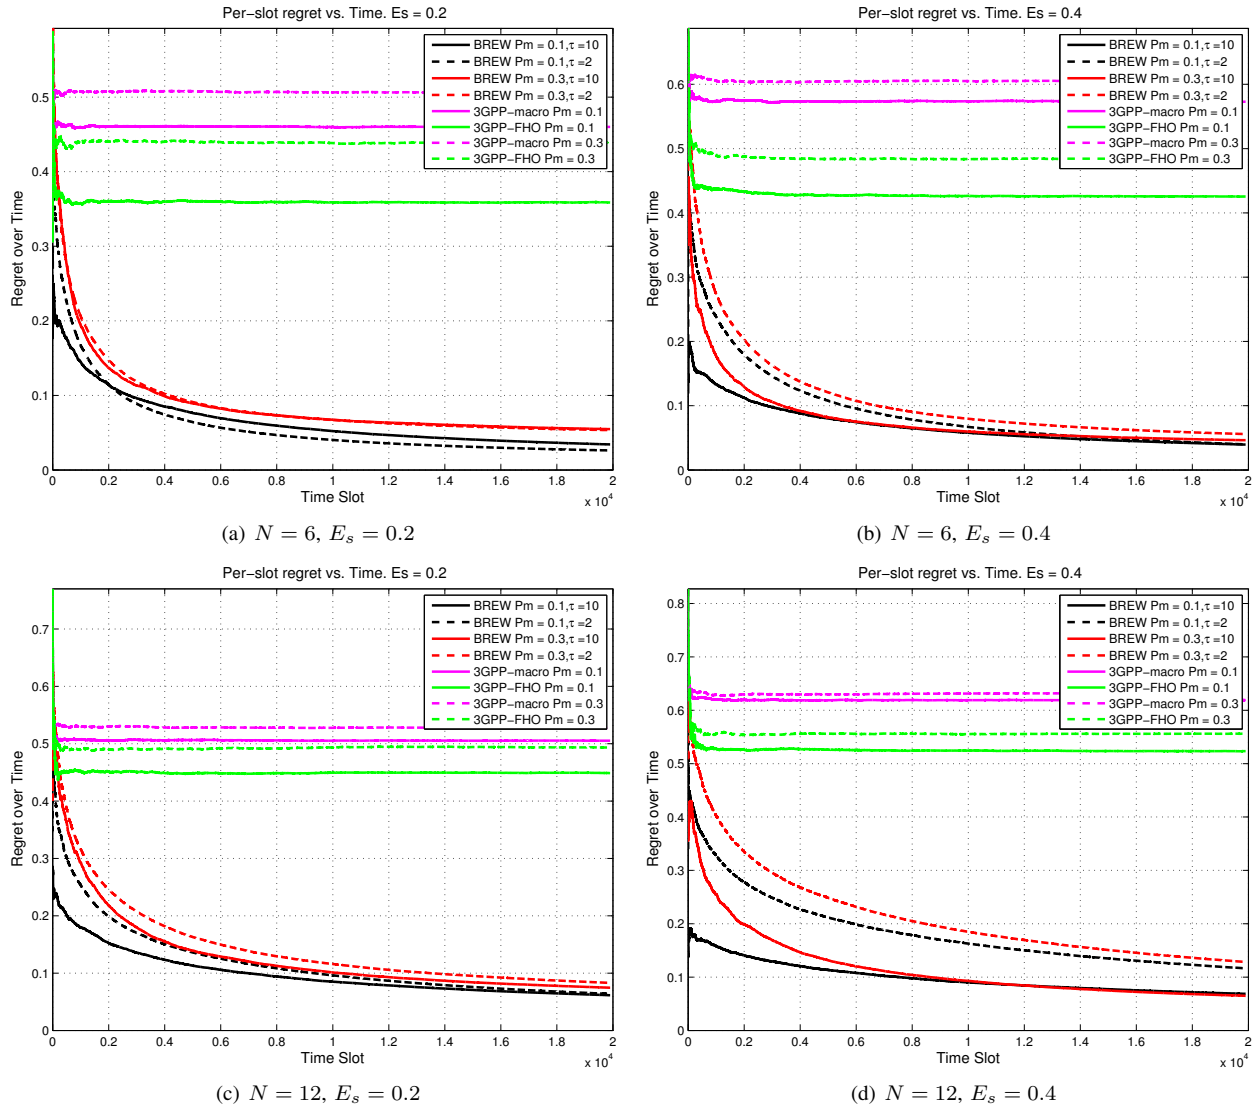 Per-slot regret vs. Time. Es = 0.2
Regret over Time
0.5
0.4
0.3
0.2
0.1
0
BREW Pm = 0.1,τ =10
BREW Pm = 0.1,τ =2
BREW Pm = 0.3,τ =10
BREW Pm = 0.3,τ =2
3GPP−macro Pm = 0.1
3GPP−FHO Pm = 0.1
3GPP−macro Pm = 0.3
3GPP−FHO Pm = 0.3
0 0.2 0.4 0.6 0.8 1 1.2 1.4 1.6 1.8 2
x 10⁴
Time Slot
(a) N = 6, E_s = 0.2
Per-slot regret vs. Time. Es = 0.4
Regret over Time
0.6
0.5
0.4
0.3
0.2
0.1
0
BREW Pm = 0.1,τ =10
BREW Pm = 0.1,τ =2
BREW Pm = 0.3,τ =10
BREW Pm = 0.3,τ =2
3GPP−macro Pm = 0.1
3GPP−FHO Pm = 0.1
3GPP−macro Pm = 0.3
3GPP−FHO Pm = 0.3
0 0.2 0.4 0.6 0.8 1 1.2 1.4 1.6 1.8 2
x 10⁴
Time Slot
(b) N = 6, E_s = 0.4
Per-slot regret vs. Time. Es = 0.2
Regret over Time
0.7
0.6
0.5
0.4
0.3
0.2
0.1
0
BREW Pm = 0.1,τ =10
BREW Pm = 0.1,τ =2
BREW Pm = 0.3,τ =10
BREW Pm = 0.3,τ =2
3GPP−macro Pm = 0.1
3GPP−FHO Pm = 0.1
3GPP−macro Pm = 0.3
3GPP−FHO Pm = 0.3
0 0.2 0.4 0.6 0.8 1 1.2 1.4 1.6 1.8 2
x 10⁴
Time Slot
(c) N = 12, E_s = 0.2
Per-slot regret vs. Time. Es = 0.4
Regret over Time
0.8
0.7
0.6
0.5
0.4
0.3
0.2
0.1
0
BREW Pm = 0.1,τ =10
BREW Pm = 0.1,τ =2
BREW Pm = 0.3,τ =10
BREW Pm = 0.3,τ =2
3GPP−macro Pm = 0.1
3GPP−FHO Pm = 0.1
3GPP−macro Pm = 0.3
3GPP−FHO Pm = 0.3
0 0.2 0.4 0.6 0.8 1 1.2 1.4 1.6 1.8 2
x 10⁴
Time Slot
(d) N = 12, E_s = 0.4